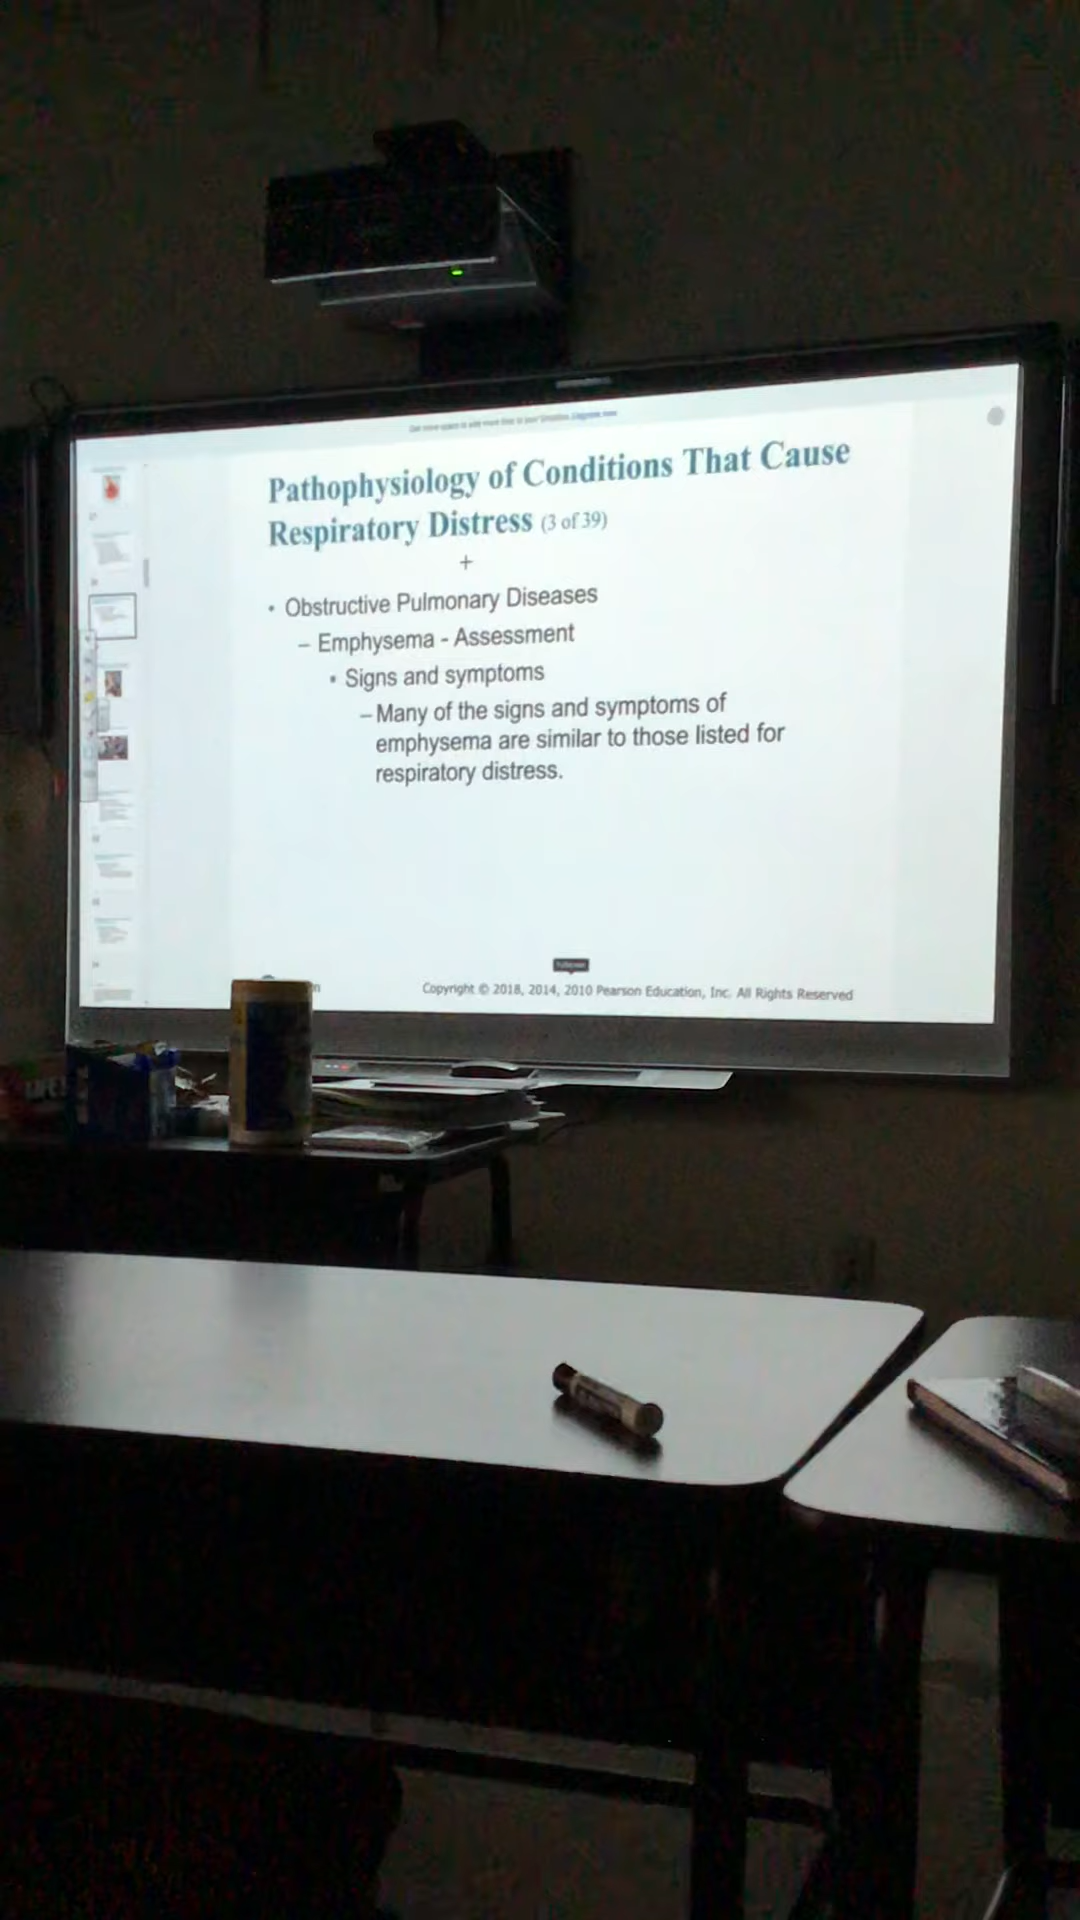 Pathophysiology of Conditions That Cause
Respiratory Distress (3 of 39)
• Obstructive Pulmonary Diseases
– Emphysema - Assessment
• Signs and symptoms
– Many of the signs and symptoms of
emphysema are similar to those listed for
respiratory distress.
Copyright © 2018, 2014, 2010 Pearson Education, Inc. All Rights Reserved